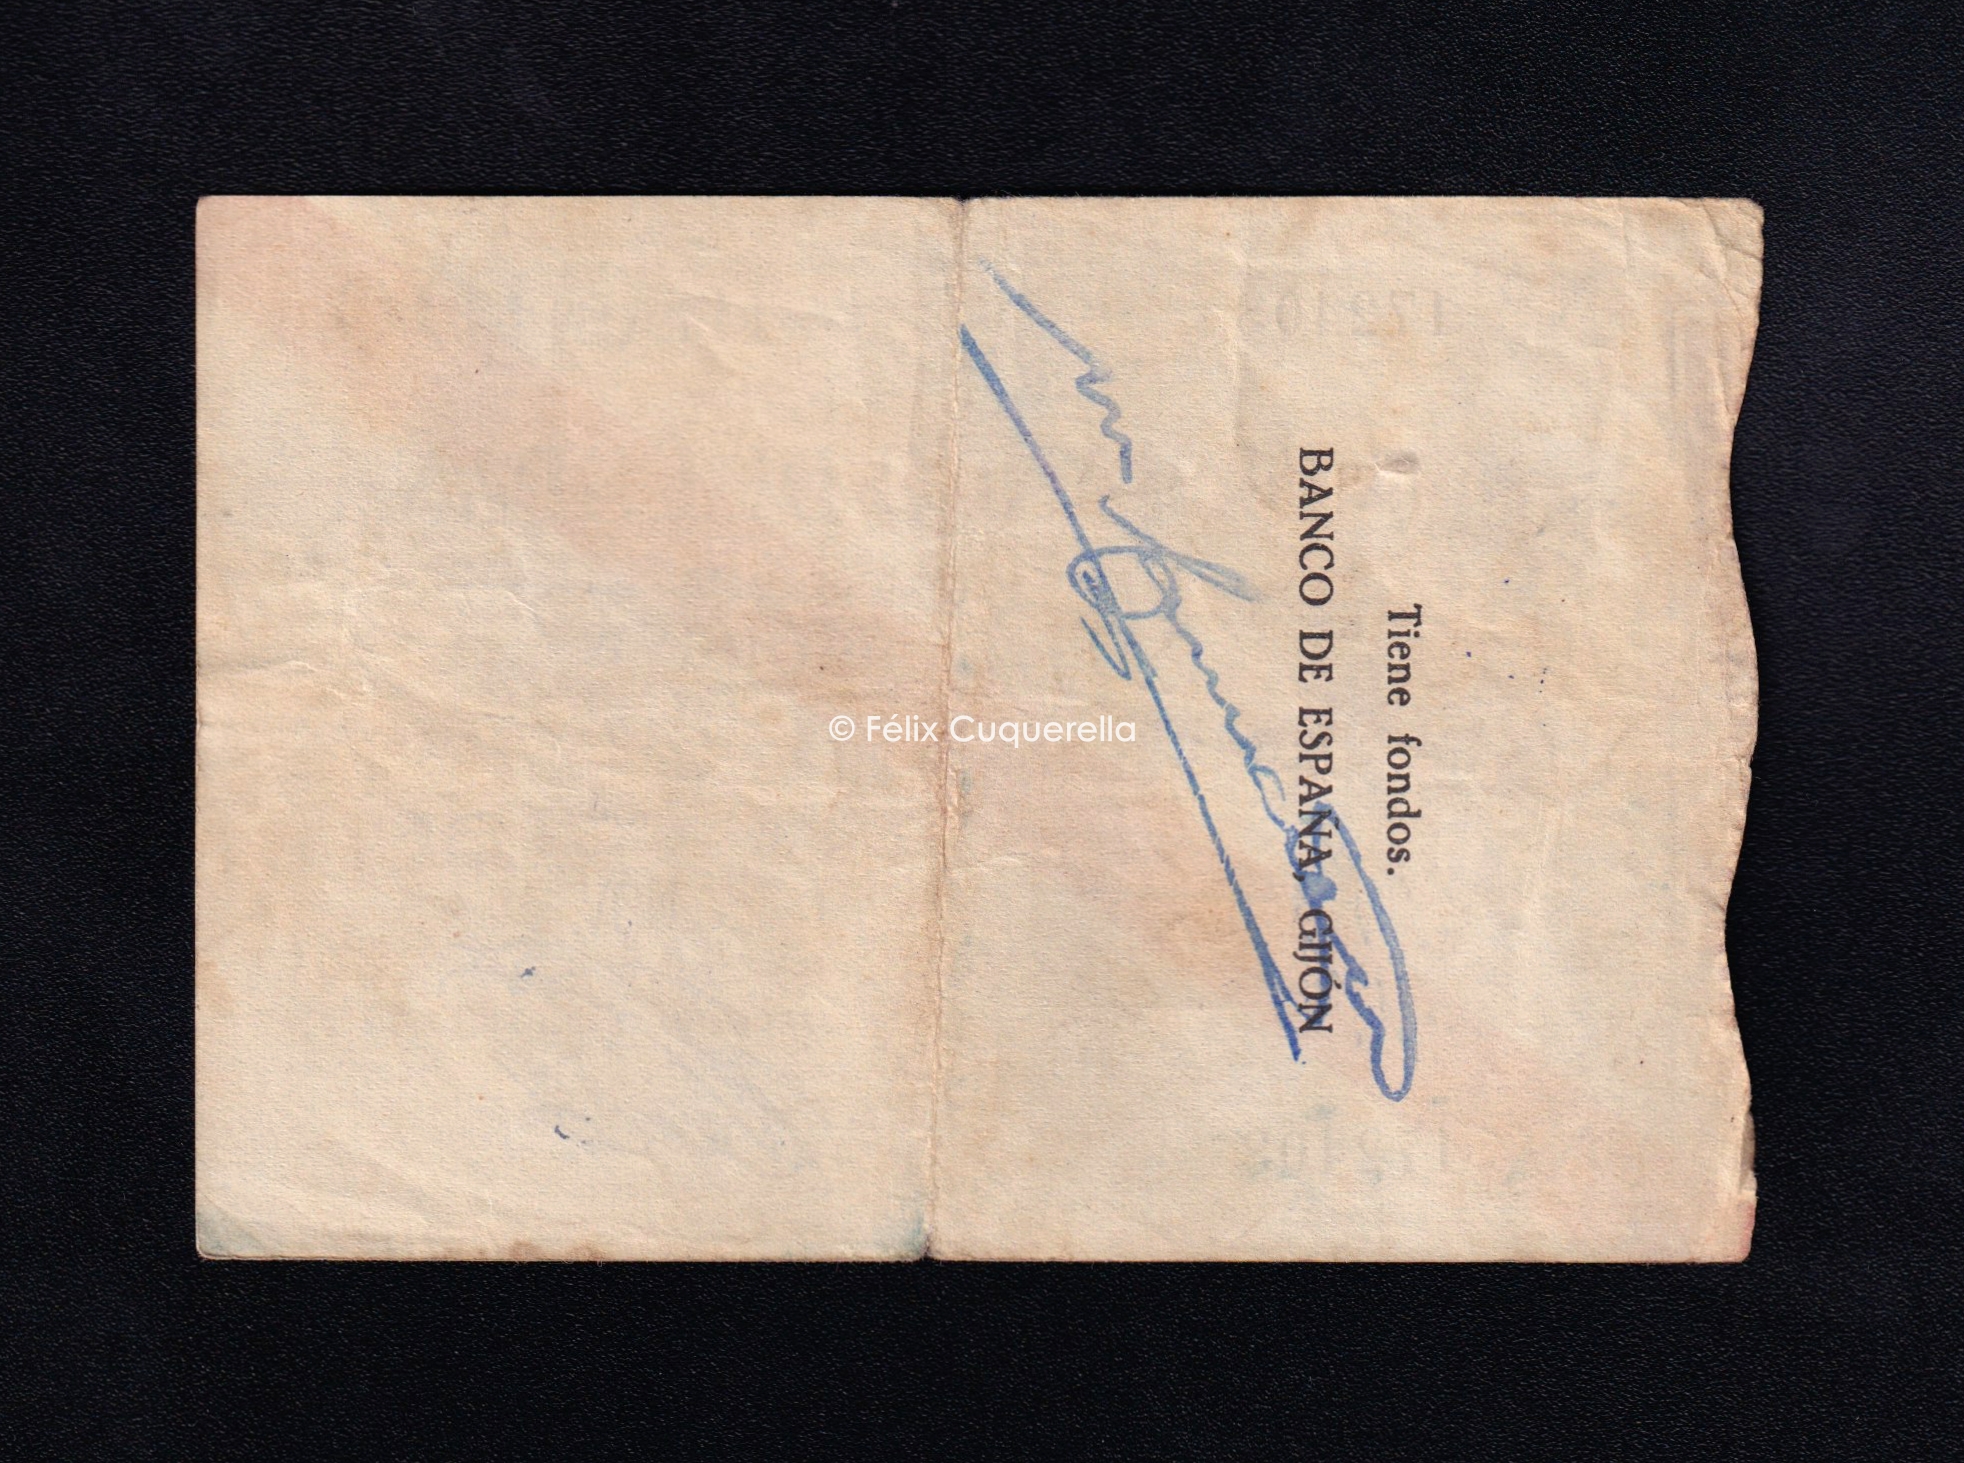 Tiene fondos.
BANCO DE ESPAÑA, GIJÓN
© Félix Cuquerella